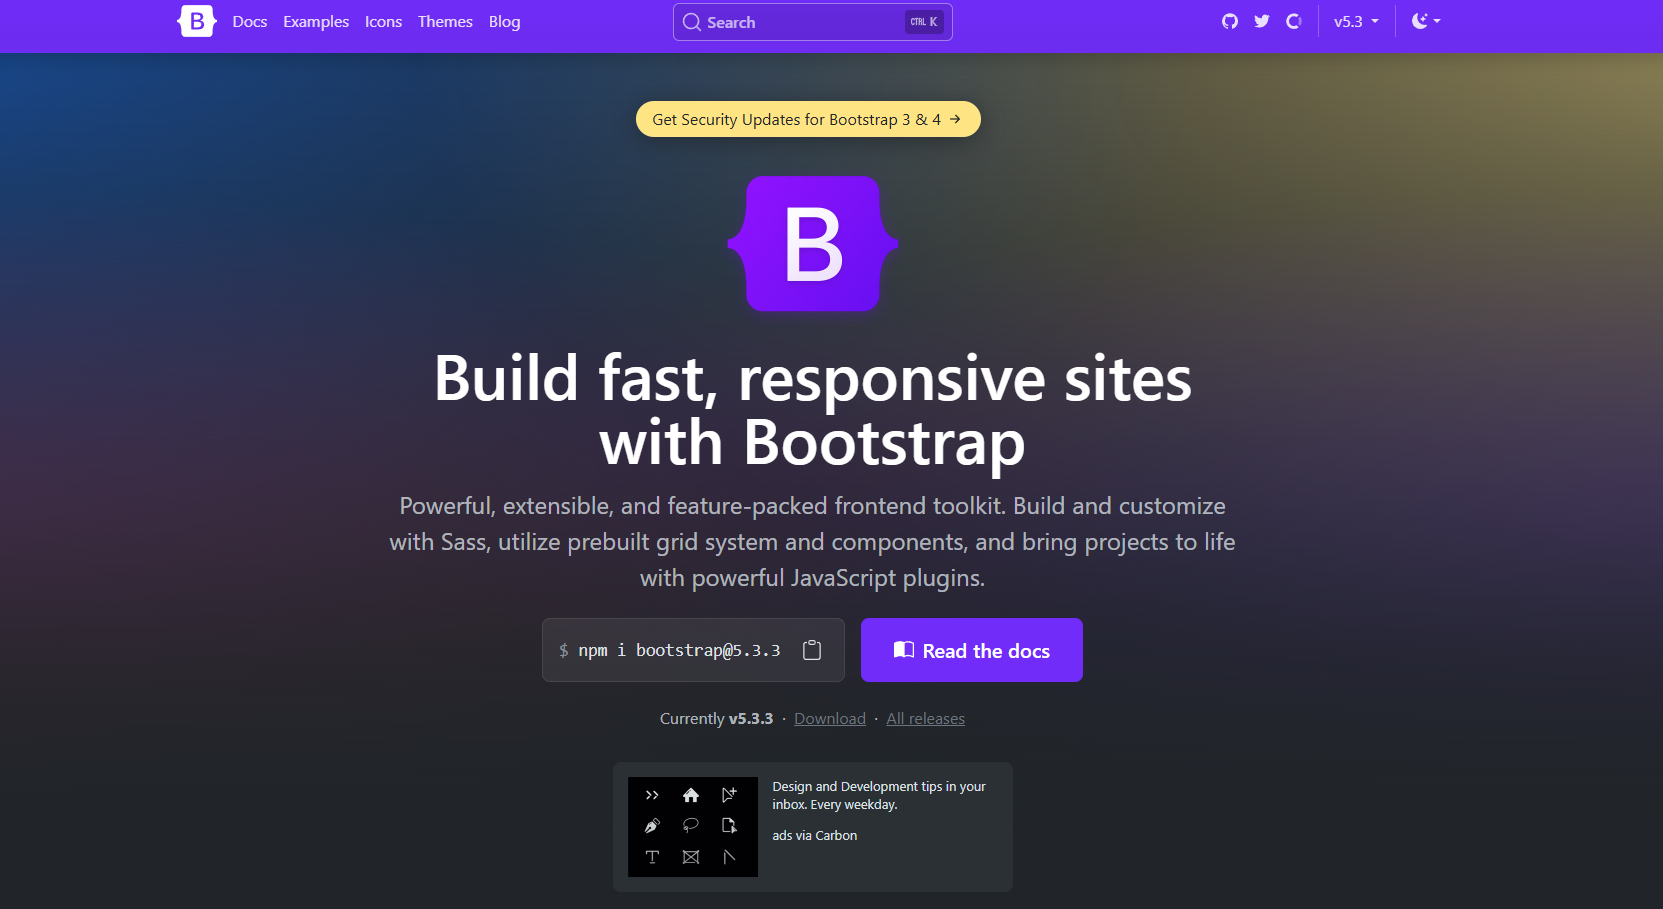 B Docs Examples Icons Themes Blog Search CTRL K v5.3
Get Security Updates for Bootstrap 3 & 4 →
B
Build fast, responsive sites
with Bootstrap
Powerful, extensible, and feature-packed frontend toolkit. Build and customize
with Sass, utilize prebuilt grid system and components, and bring projects to life
with powerful JavaScript plugins.
$ npm i bootstrap@5.3.3 Read the docs
Currently v5.3.3 · Download · All releases
Design and Development tips in your
inbox. Every weekday.
ads via Carbon